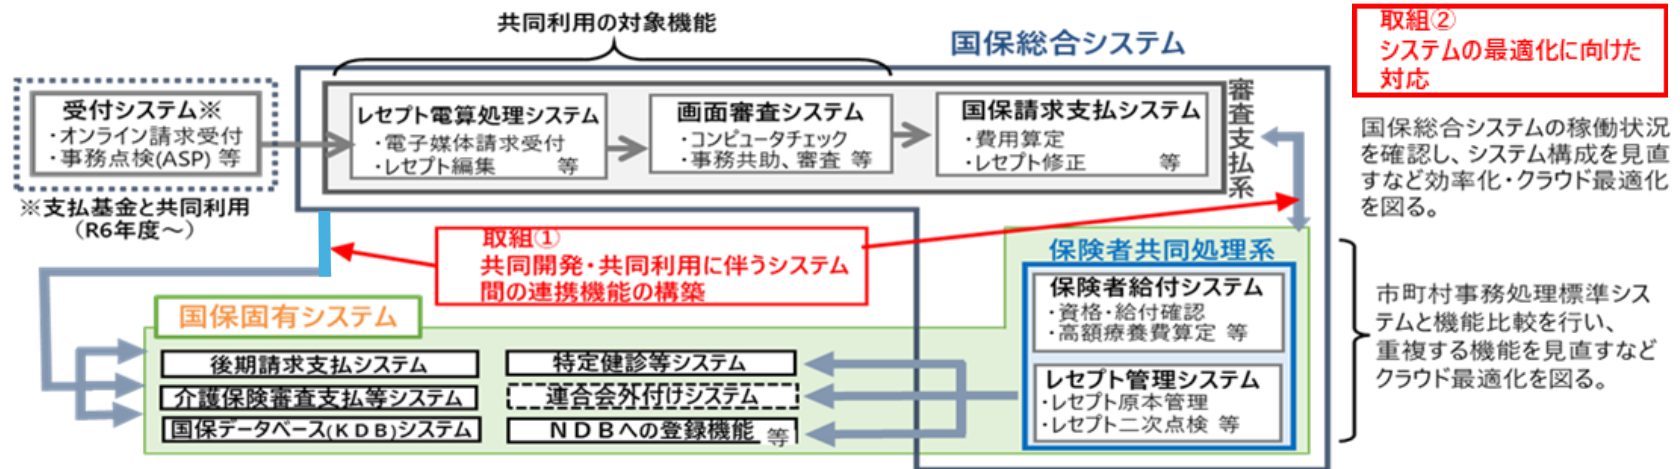 共同利用の対象機能
国保総合システム
取組②
システムの最適化に向けた
対応
受付システム※
・オンライン請求受付
・事務点検(ASP) 等
※支払基金と共同利用
(R6年度～)
レセプト電算処理システム
・電子媒体請求受付
・レセプト編集 等
画面審査システム
・コンピュータチェック
・事務共助、審査 等
国保請求支払システム
・費用算定
・レセプト修正 等
審査支払系
国保総合システムの稼働状況
を確認し、システム構成を見直
すなど効率化・クラウド最適化
を図る。
取組①
共同開発・共同利用に伴うシステム
間の連携機能の構築
保険者共同処理系
保険者給付システム
・資格・給付確認
・高額療養費算定 等
レセプト管理システム
・レセプト原本管理
・レセプト二次点検 等
市町村事務処理標準シス
テムと機能比較を行い、
重複する機能を見直すなど
クラウド最適化を図る。
国保固有システム
後期請求支払システム
介護保険審査支払等システム
国保データベース(ＫＤＢ)システム
特定健診等システム
連合会外付けシステム
ＮＤＢへの登録機能 等